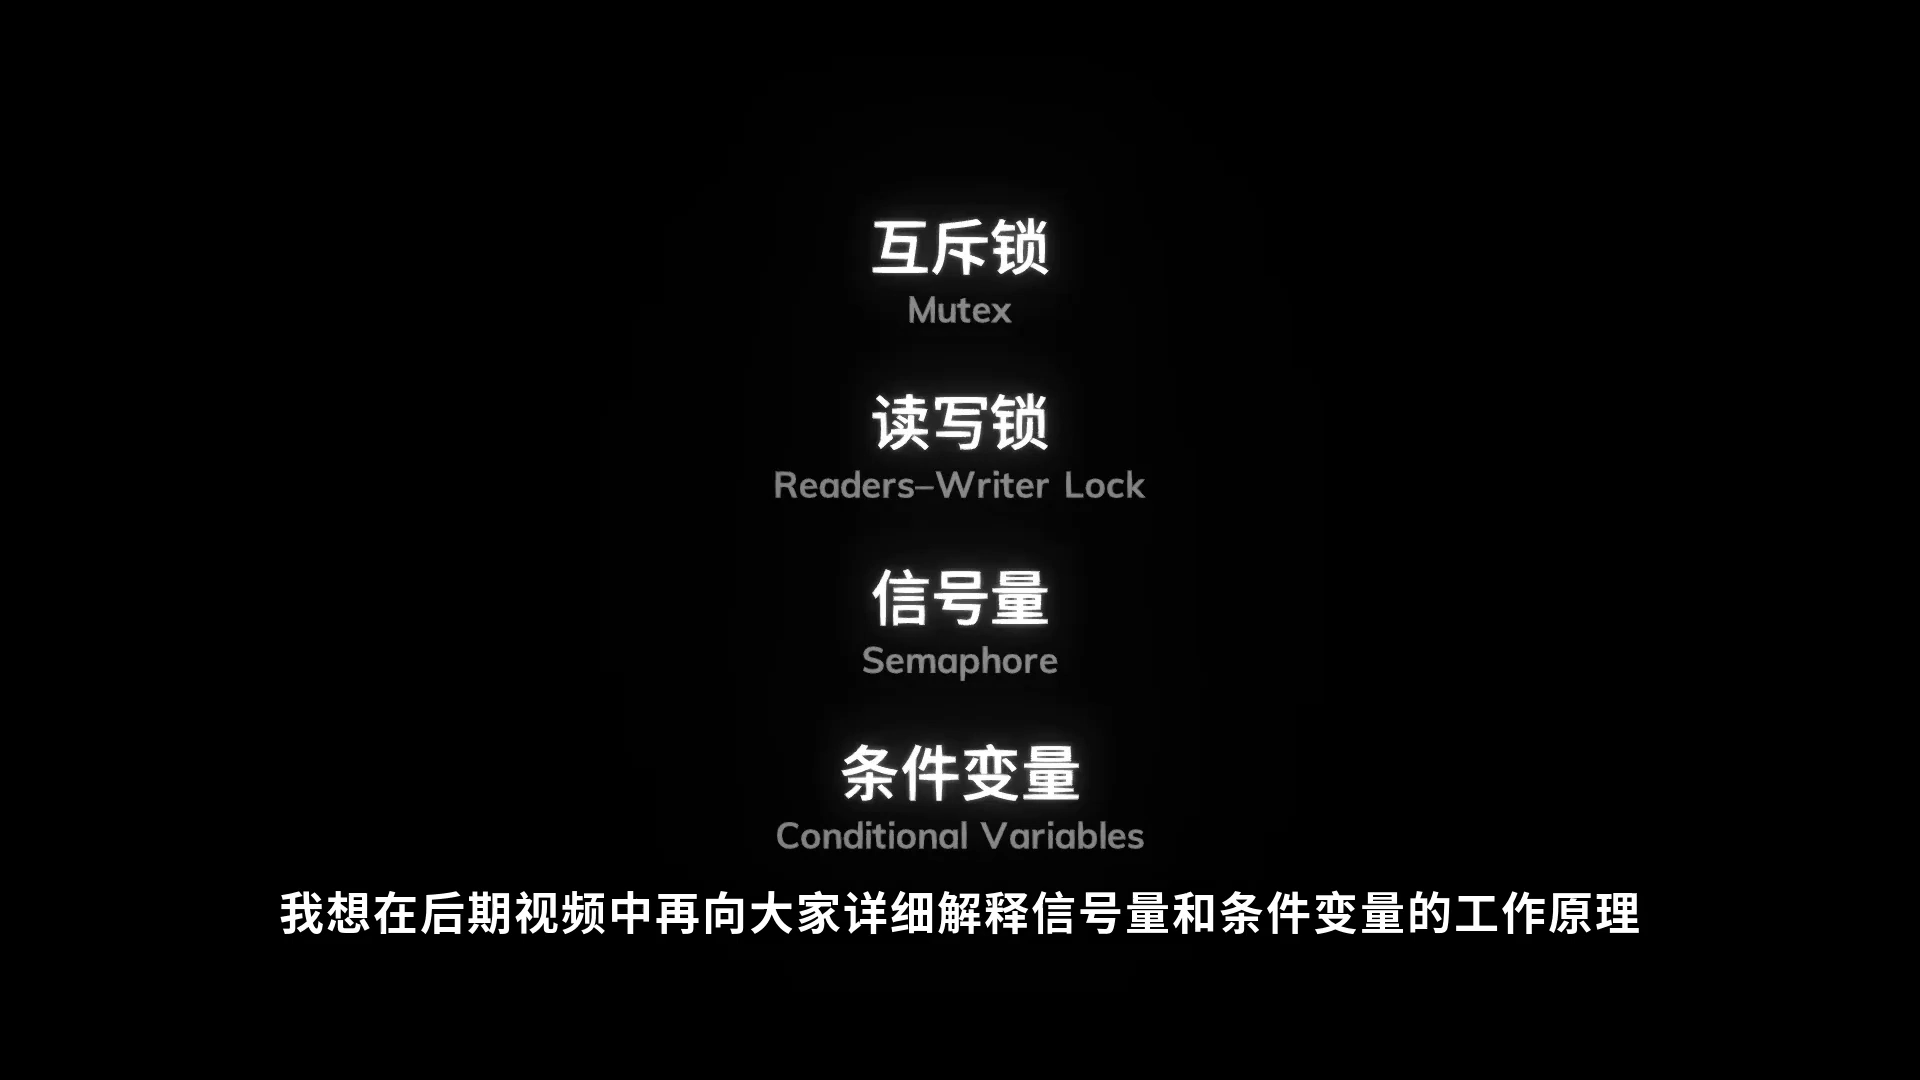 互斥锁
Mutex
读写锁
Readers–Writer Lock
信号量
Semaphore
条件变量
Conditional Variables
我想在后期视频中再向大家详细解释信号量和条件变量的工作原理